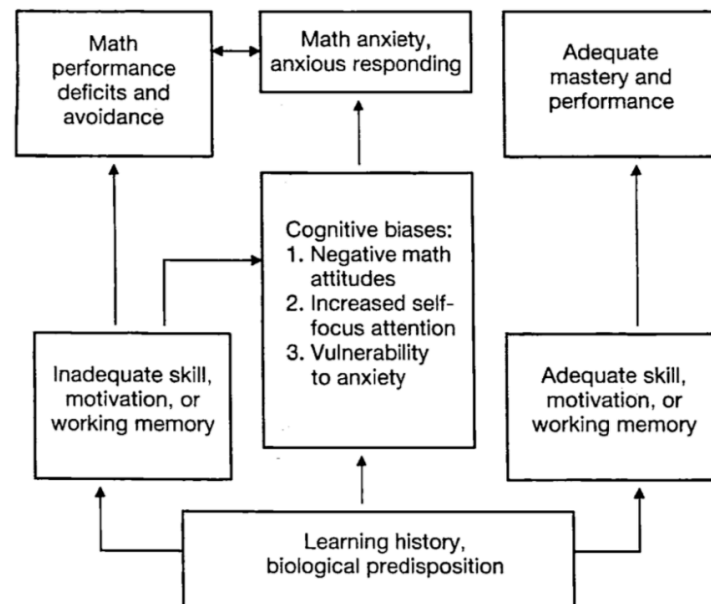 Math
performance
deficits and
avoidance
Math anxiety,
anxious responding
Adequate
mastery and
performance
Cognitive biases:
1. Negative math
attitudes
2. Increased self-
focus attention
3. Vulnerability
to anxiety
Inadequate skill,
motivation, or
working memory
Adequate skill,
motivation, or
working memory
Learning history,
biological predisposition